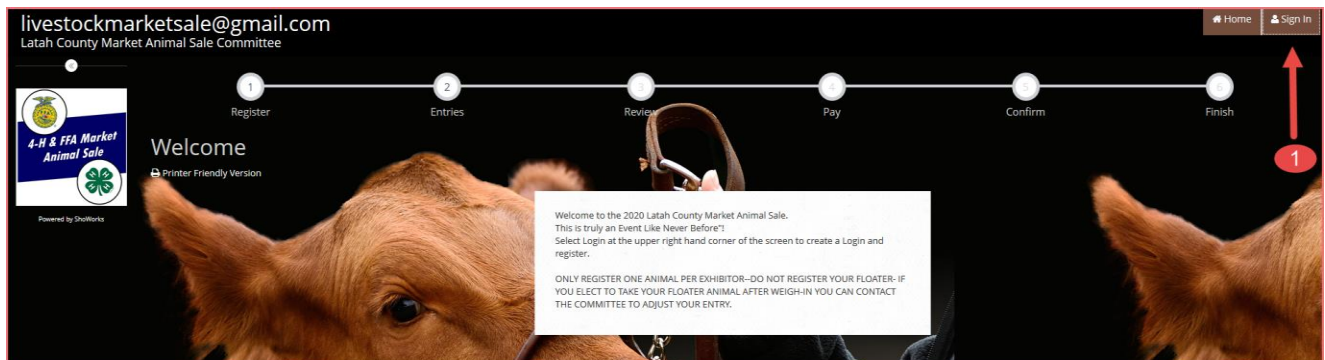 livestockmarketsale@gmail.com
Latah County Market Animal Sale Committee
Home
Sign In
1
2
3
4
5
6
Register
Entries
Review
Pay
Confirm
Finish
4-H & FFA Market
Animal Sale
Powered by ShoWorks
Welcome
Printer Friendly Version
1
Welcome to the 2020 Latah County Market Animal Sale.
This is truly an Event Like Never Before"!
Select Login at the upper right hand corner of the screen to create a Login and
register.
ONLY REGISTER ONE ANIMAL PER EXHIBITOR--DO NOT REGISTER YOUR FLOATER- IF
YOU ELECT TO TAKE YOUR FLOATER ANIMAL AFTER WEIGH-IN YOU CAN CONTACT
THE COMMITTEE TO ADJUST YOUR ENTRY.